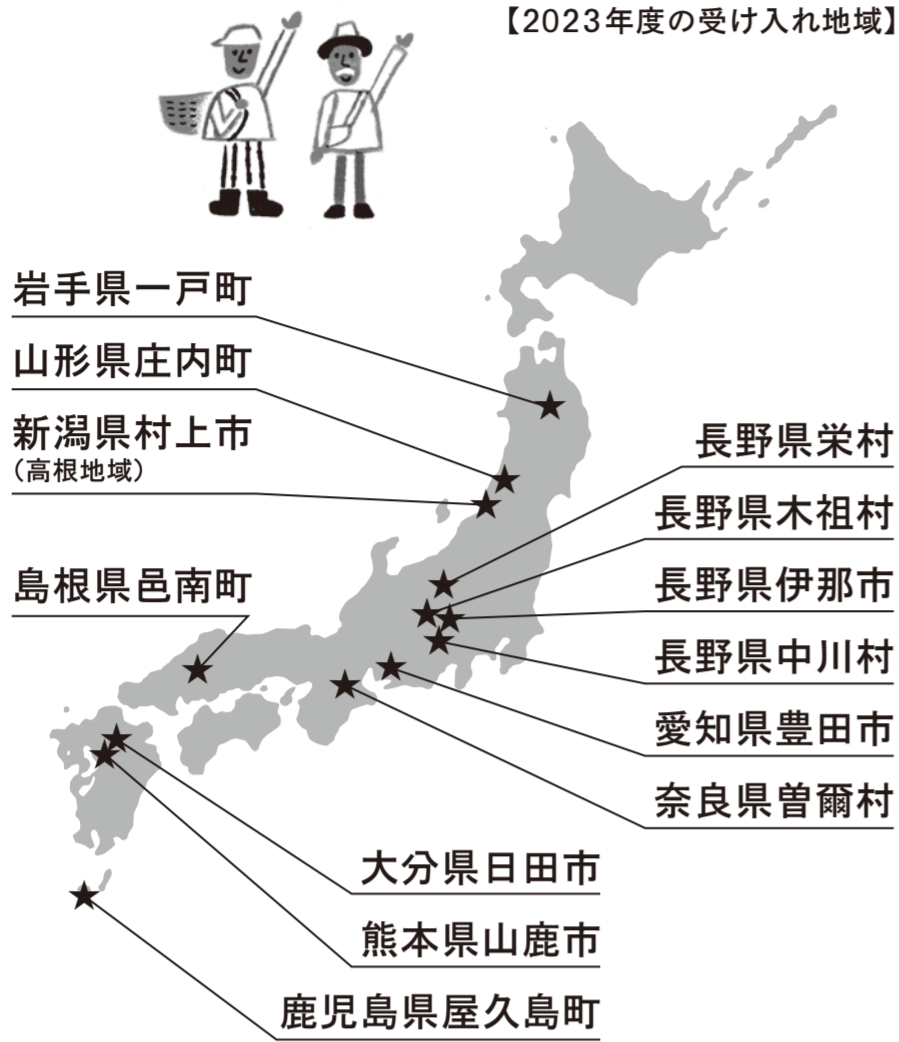 【2023年度の受け入れ地域】
岩手県一戸町
山形県庄内町
新潟県村上市
（高根地域）
島根県邑南町
長野県栄村
長野県木祖村
長野県伊那市
長野県中川村
愛知県豊田市
奈良県曽爾村
大分県日田市
熊本県山鹿市
鹿児島県屋久島町